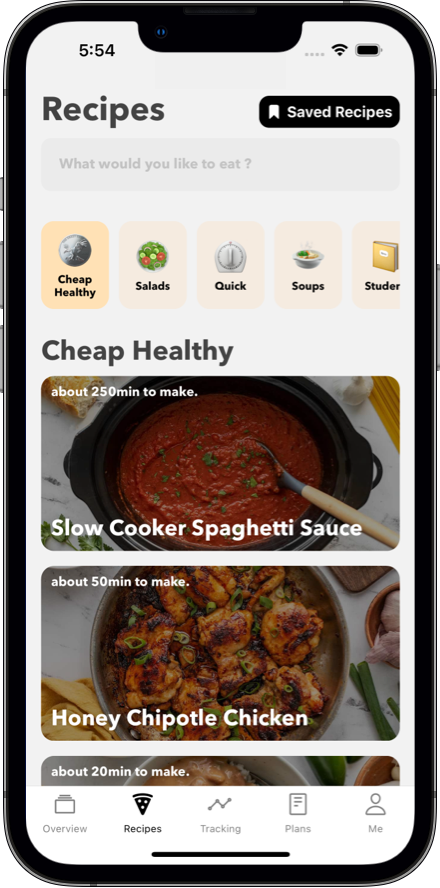 5:54
Recipes
Saved Recipes
What would you like to eat ?
Cheap
Healthy
Salads
Quick
Soups
Studen
Cheap Healthy
about 250min to make.
Slow Cooker Spaghetti Sauce
about 50min to make.
Honey Chipotle Chicken
about 20min to make.
Overview
Recipes
Tracking
Plans
Me